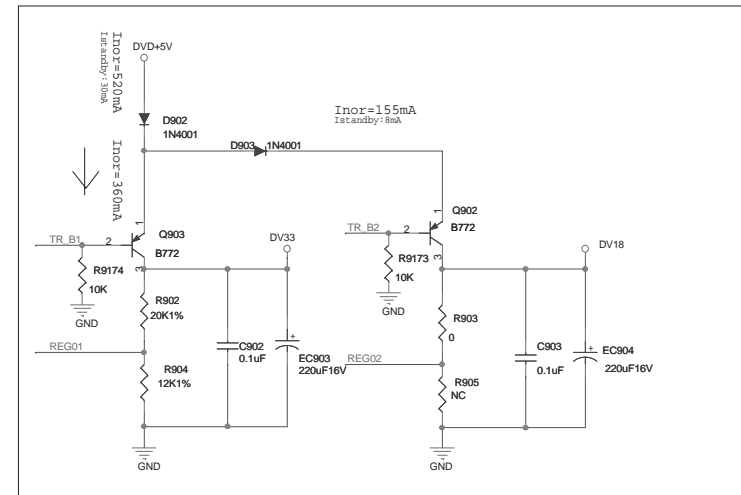 Inor=520mA
Istandby:30mA
DVD+5V
D902
1N4001
Inor=155mA
Istandby:8mA
D903
1N4001
Inor=360mA
1
Q903
B772
TR_B1
2
3
R9174
10K
GND
DV33
R902
20K1%
REG01
R904
12K1%
C902
0.1uF
+
EC903
220uF16V
GND
1
Q902
B772
TR_B2
2
3
R9173
10K
GND
DV18
R903
0
REG02
R905
NC
C903
0.1uF
+
EC904
220uF16V
GND